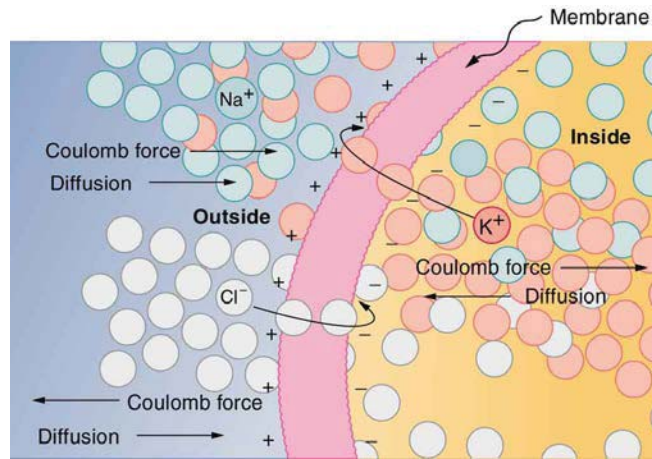 Membrane
Na+
Inside
Coulomb force
Diffusion
Outside
K+
Coulomb force
Diffusion
Cl−
Coulomb force
Diffusion